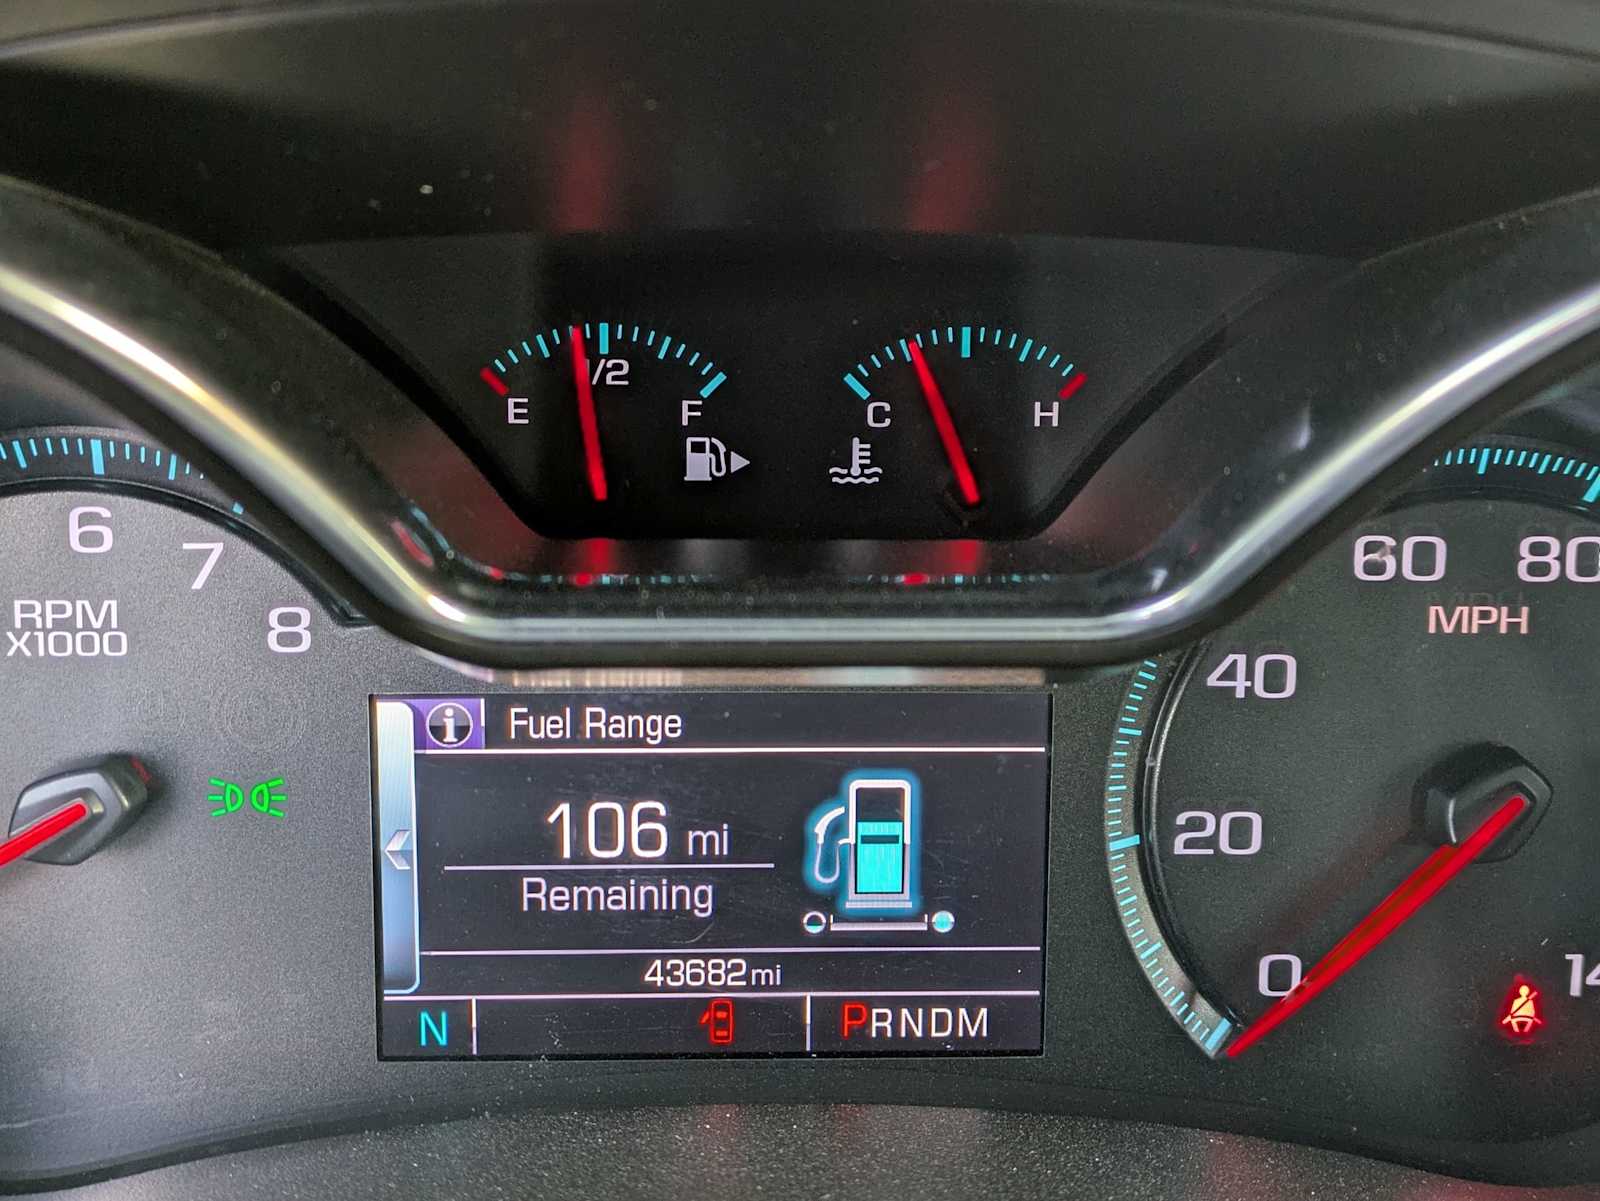 1/2
E F
C H
6
7
8
RPM
X1000
60
80
MPH
40
20
0
14
Fuel Range
106 mi
Remaining
43682 mi
N
PRNDM